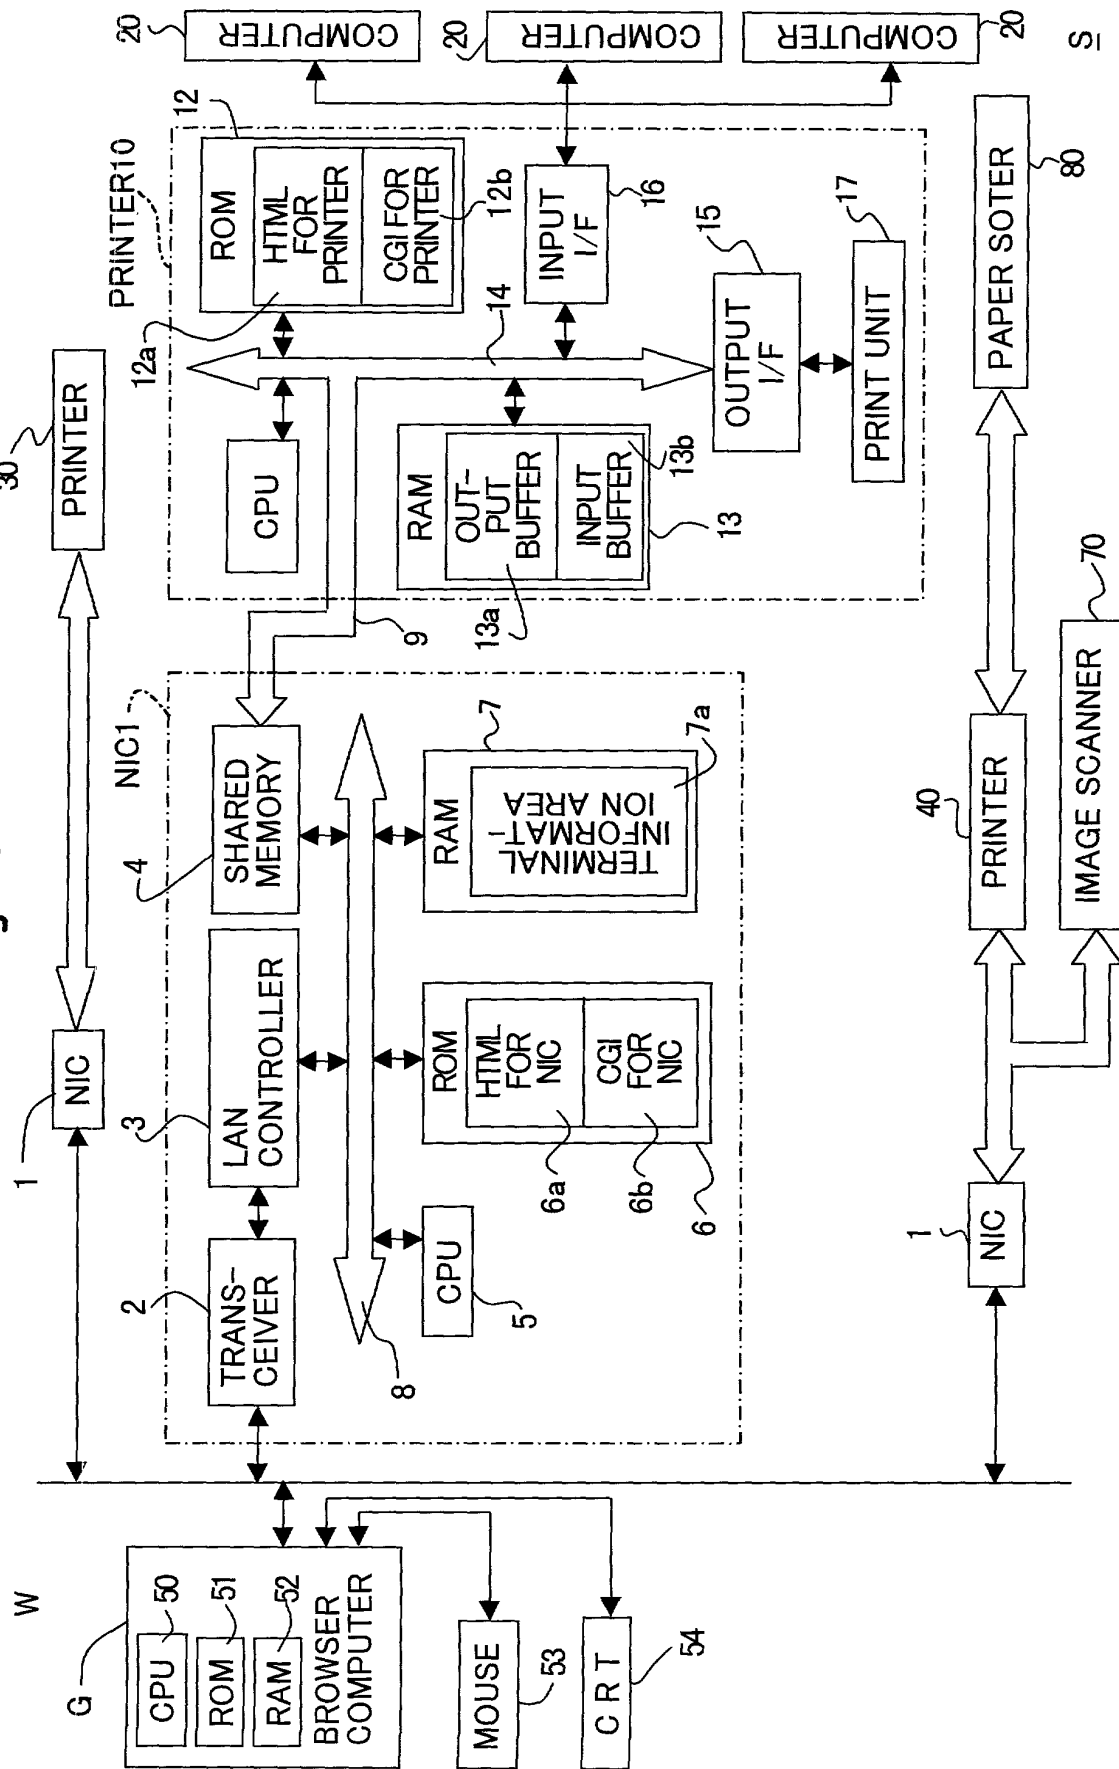 W
G
CPU
50
ROM
51
RAM
52
BROWSER
COMPUTER
MOUSE
53
C R T
54
1
NIC
30
PRINTER
NIC1
2
TRANS-
CEIVER
3
LAN
CONTROLLER
4
SHARED
MEMORY
8
CPU
5
ROM
HTML
FOR
NIC
CGI
FOR
NIC
6a
6b
6
RAM
TERMINAL
INFORMAT-
ION AREA
7
7a
9
PRINTER10
CPU
12a
ROM
HTML
FOR
PRINTER
CGI FOR
PRINTER
12
12b
14
RAM
OUT-
PUT
BUFFER
INPUT
BUFFER
13a
13b
13
INPUT
I/F
16
OUTPUT
I/F
15
PRINT UNIT
17
20
COMPUTER
20
COMPUTER
COMPUTER
20
S
1
NIC
40
PRINTER
IMAGE SCANNER
70
PAPER SOTER
80